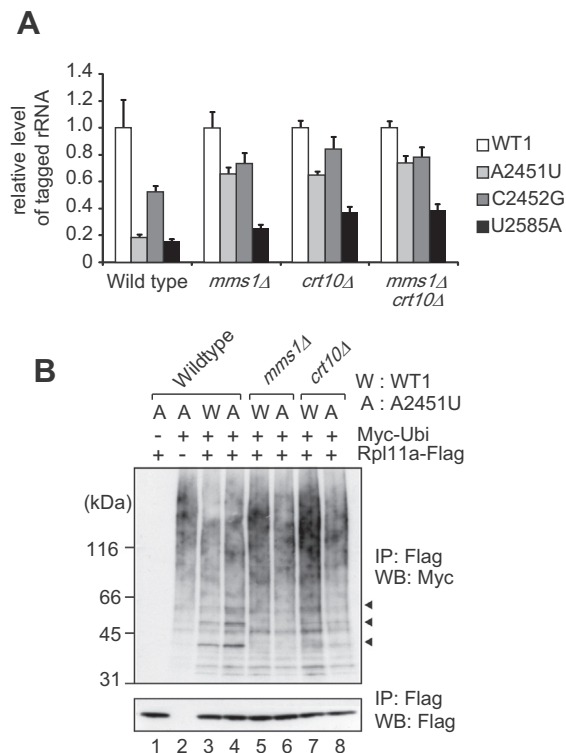 A
relative level
of tagged rRNA
1.4
1.2
1.0
0.8
0.6
0.4
0.2
0
Wild type
mms1Δ
crt10Δ
mms1Δ
crt10Δ
WT1
A2451U
C2452G
U2585A
B
Wildtype
mms1Δ
crt10Δ
W : WT1
A : A2451U
A A W A W A W A
- + + + + + + + Myc-Ubi
+ - + + + + + + Rpl11a-Flag
(kDa)
116
66
45
31
IP: Flag
WB: Myc
IP: Flag
WB: Flag
1 2 3 4 5 6 7 8